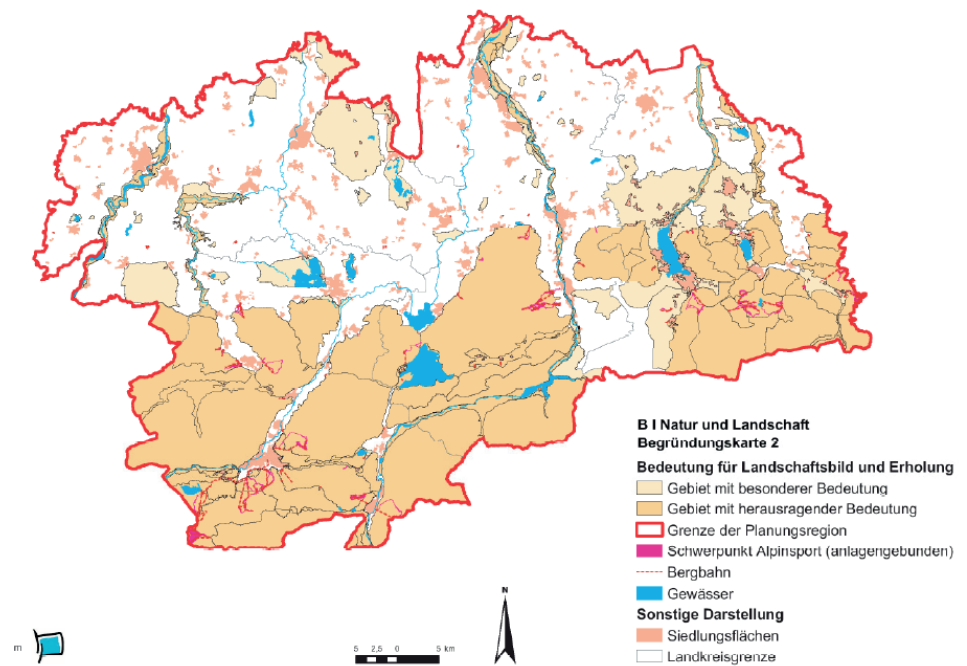 B I Natur und Landschaft
Begründungskarte 2
Bedeutung für Landschaftsbild und Erholung
Gebiet mit besonderer Bedeutung
Gebiet mit herausragender Bedeutung
Grenze der Planungsregion
Schwerpunkt Alpinsport (anlagengebunden)
Bergbahn
Gewässer
Sonstige Darstellung
Siedlungsflächen
Landkreisgrenze
N
m
5 2,5 0 5 km